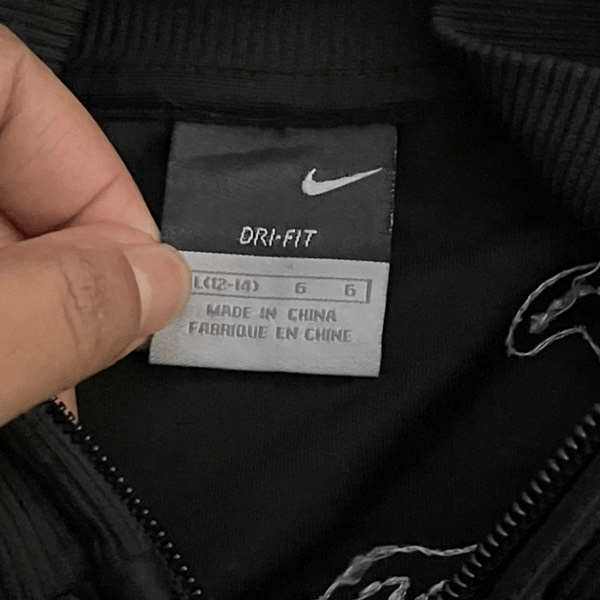 DRI-FIT
L(12-14) 6 6
MADE IN CHINA
FABRIQUE EN CHINE